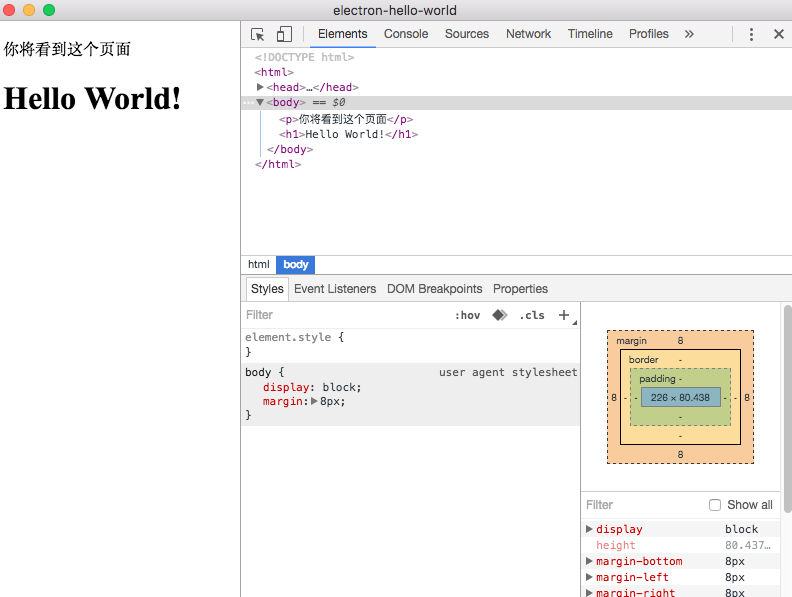 electron-hello-world
你将看到这个页面
Hello World!
Elements Console Sources Network Timeline Profiles »
<!DOCTYPE html>
<html>
▶<head>…</head>
…▼<body> == $0
<p>你将看到这个页面</p>
<h1>Hello World!</h1>
</body>
</html>
html body
Styles Event Listeners DOM Breakpoints Properties
Filter :hov .cls +
element.style {
}
body { user agent stylesheet
display: block;
margin:▶8px;
}
margin 8
border -
padding -
8 - - 226 × 80.438 - - 8
-
-
8
Filter Show all
▶display block
height 80.437…
▶margin-bottom 8px
▶margin-left 8px
▶margin-right 8px